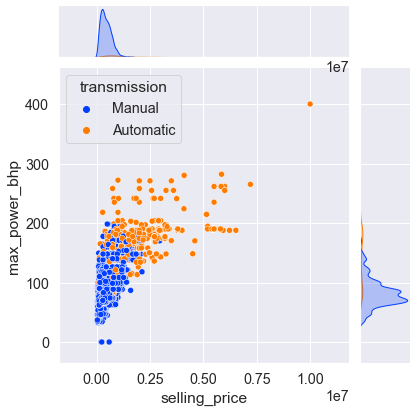 1e7
transmission
Manual
Automatic
max_power_bhp
400
300
200
100
0
0.00 0.25 0.50 0.75 1.00
1e7
selling_price
1e7